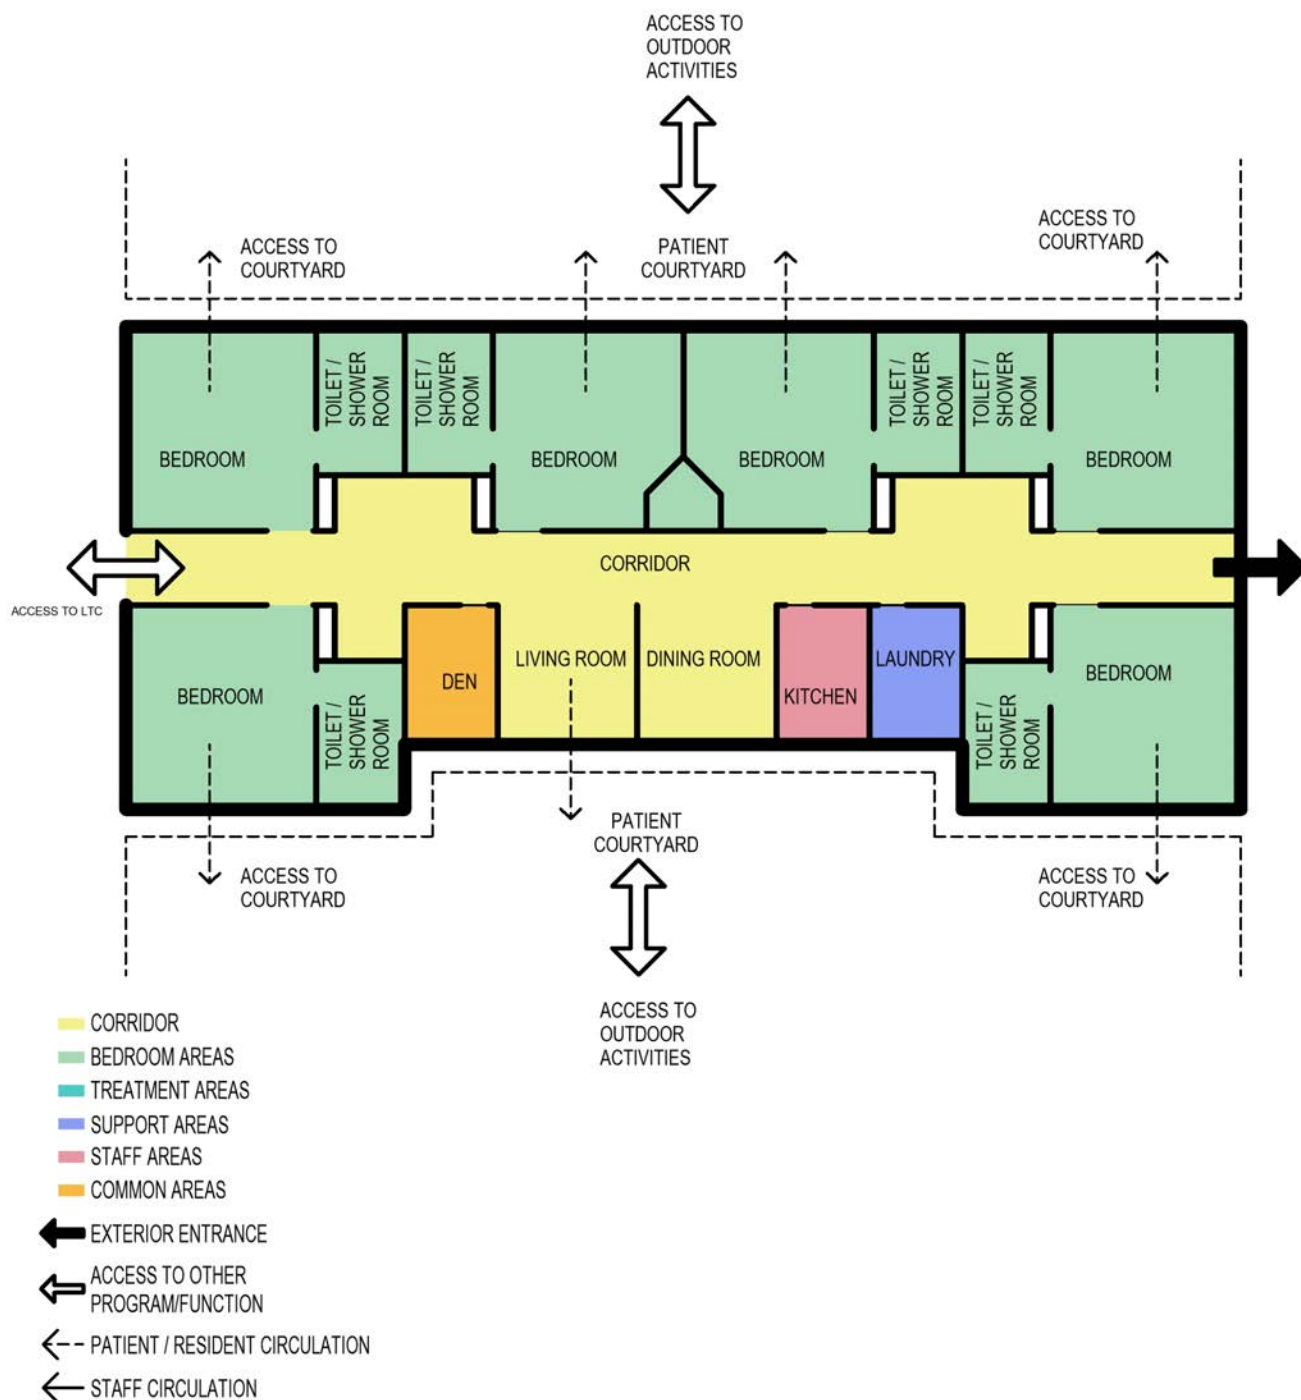 ACCESS TO
OUTDOOR
ACTIVITIES
ACCESS TO
COURTYARD
PATIENT
COURTYARD
ACCESS TO
COURTYARD
TOILET /
SHOWER
ROOM
TOILET /
SHOWER
ROOM
TOILET /
SHOWER
ROOM
TOILET /
SHOWER
ROOM
BEDROOM
BEDROOM
BEDROOM
BEDROOM
CORRIDOR
ACCESS TO LTC
BEDROOM
TOILET /
SHOWER
ROOM
DEN
LIVING ROOM
DINING ROOM
KITCHEN
LAUNDRY
TOILET /
SHOWER
ROOM
BEDROOM
PATIENT
COURTYARD
ACCESS TO
COURTYARD
ACCESS TO
COURTYARD
ACCESS TO
OUTDOOR
ACTIVITIES
CORRIDOR
BEDROOM AREAS
TREATMENT AREAS
SUPPORT AREAS
STAFF AREAS
COMMON AREAS
EXTERIOR ENTRANCE
ACCESS TO OTHER
PROGRAM/FUNCTION
PATIENT / RESIDENT CIRCULATION
STAFF CIRCULATION